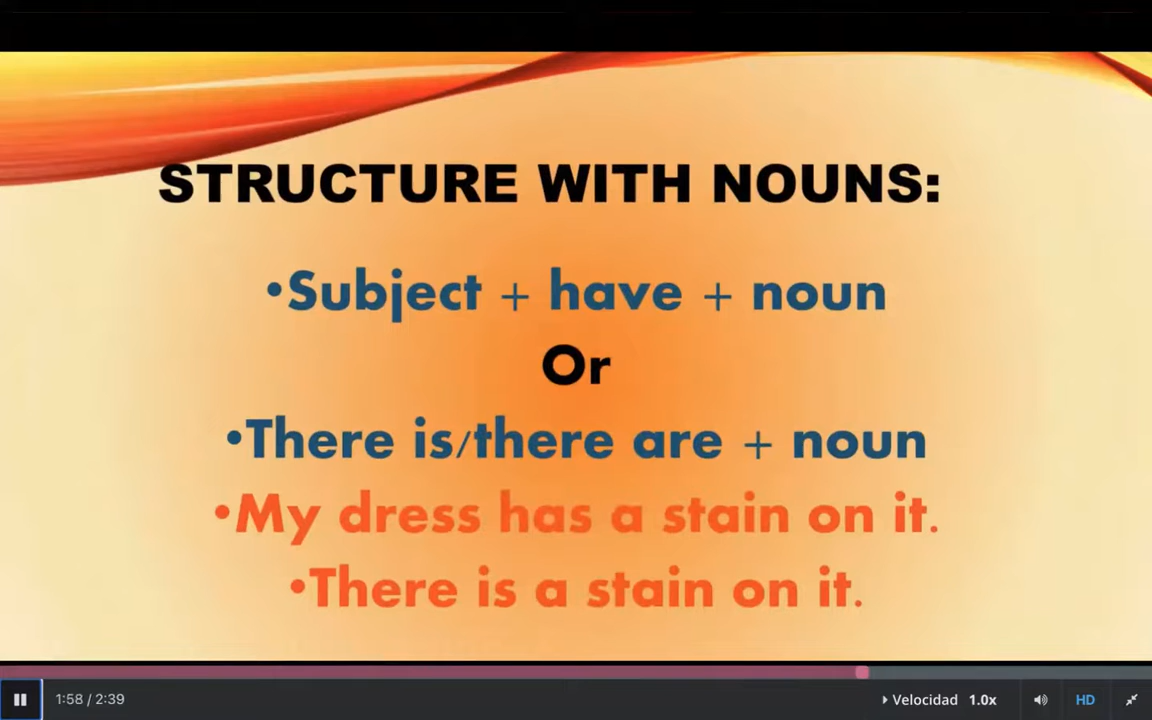 STRUCTURE WITH NOUNS:
•Subject + have + noun
Or
•There is/there are + noun
•My dress has a stain on it.
•There is a stain on it.
1:58 / 2:39
Velocidad 1.0x
HD